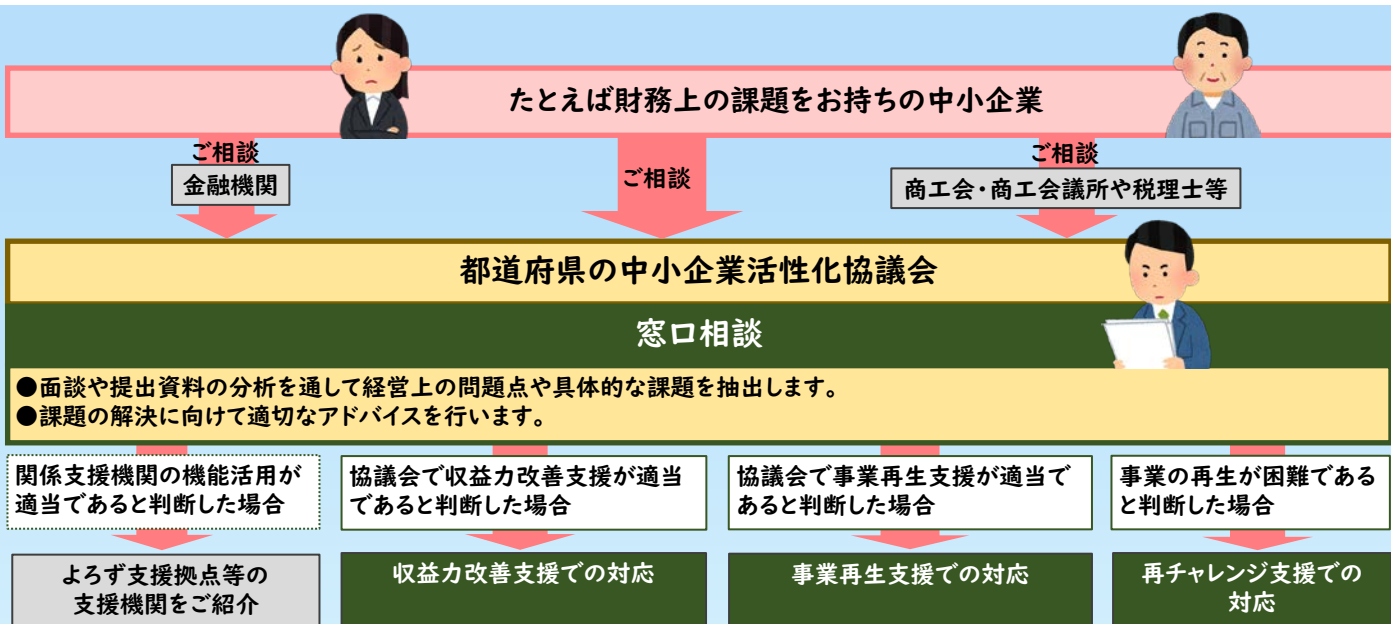 たとえば財務上の課題をお持ちの中小企業
ご相談
金融機関
ご相談
ご相談
商工会・商工会議所や税理士等
都道府県の中小企業活性化協議会
窓口相談
●面談や提出資料の分析を通して経営上の問題点や具体的な課題を抽出します。
●課題の解決に向けて適切なアドバイスを行います。
関係支援機関の機能活用が
適当であると判断した場合
協議会で収益力改善支援が適当
であると判断した場合
協議会で事業再生支援が適当で
あると判断した場合
事業の再生が困難である
と判断した場合
よろず支援拠点等の
支援機関をご紹介
収益力改善支援での対応
事業再生支援での対応
再チャレンジ支援での
対応